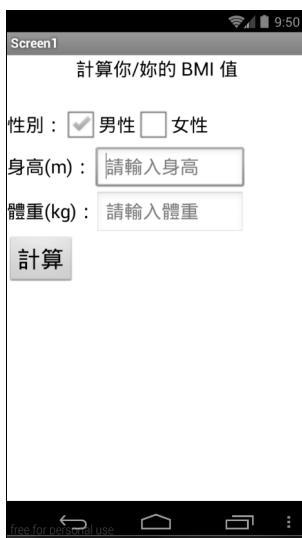 9:50
Screen1
計算你/妳的 BMI 值
性別： 男性 女性
身高(m)： 請輸入身高
體重(kg)： 請輸入體重
計算
free for personal use